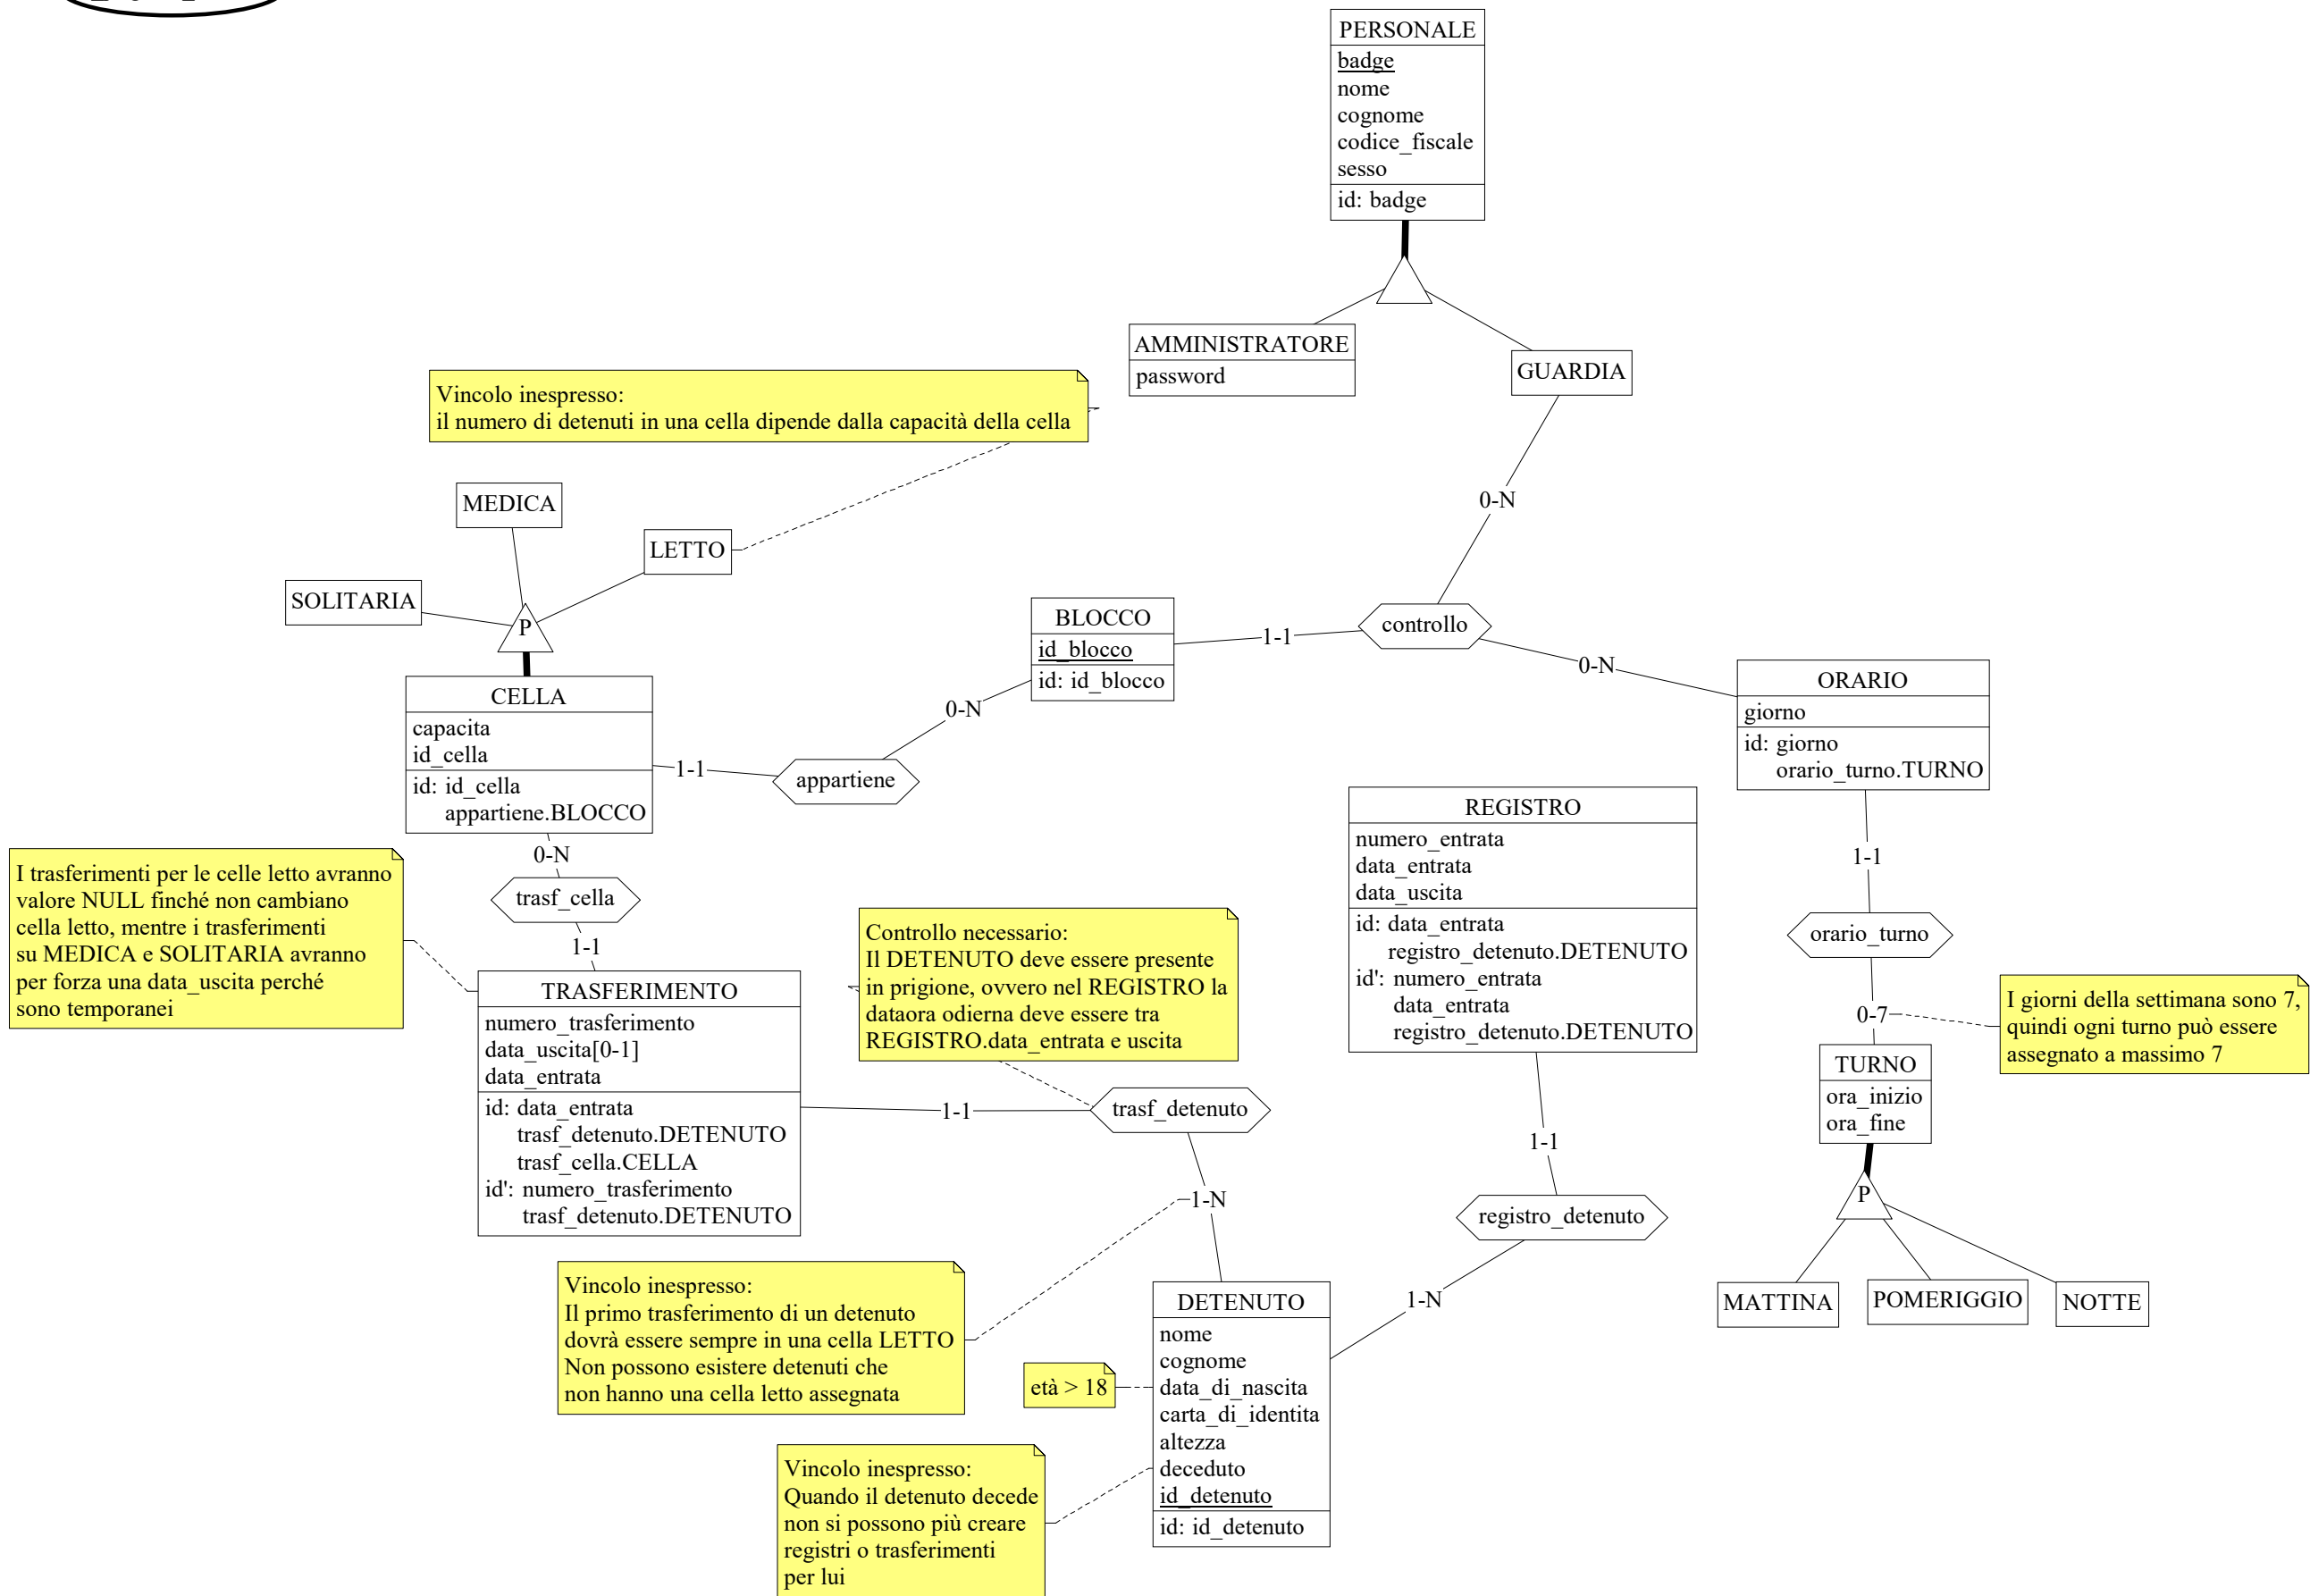 PERSONALE
badge
nome
cognome
codice_fiscale
sesso
id: badge
AMMINISTRATORE
password
GUARDIA
Vincolo inespresso:
il numero di detenuti in una cella dipende dalla capacità della cella
MEDICA
LETTO
SOLITARIA
P
0-N
controllo
BLOCCO
id_blocco
id: id_blocco
1-1
0-N
ORARIO
giorno
id: giorno
orario_turno.TURNO
CELLA
capacita
id_cella
id: id_cella
appartiene.BLOCCO
1-1
appartiene
0-N
REGISTRO
numero_entrata
data_entrata
data_uscita
id: data_entrata
registro_detenuto.DETENUTO
id': numero_entrata
data_entrata
registro_detenuto.DETENUTO
1-1
orario_turno
0-7
I giorni della settimana sono 7,
quindi ogni turno può essere
assegnato a massimo 7
0-N
trasf_cella
1-1
I trasferimenti per le celle letto avranno
valore NULL finché non cambiano
cella letto, mentre i trasferimenti
su MEDICA e SOLITARIA avranno
per forza una data_uscita perché
sono temporanei
Controllo necessario:
Il DETENUTO deve essere presente
in prigione, ovvero nel REGISTRO la
dataora odierna deve essere tra
REGISTRO.data_entrata e uscita
TRASFERIMENTO
numero_trasferimento
data_uscita[0-1]
data_entrata
id: data_entrata
trasf_detenuto.DETENUTO
trasf_cella.CELLA
id': numero_trasferimento
trasf_detenuto.DETENUTO
1-1
trasf_detenuto
1-N
TURNO
ora_inizio
ora_fine
P
MATTINA
POMERIGGIO
NOTTE
1-1
registro_detenuto
1-N
Vincolo inespresso:
Il primo trasferimento di un detenuto
dovrà essere sempre in una cella LETTO
Non possono esistere detenuti che
non hanno una cella letto assegnata
DETENUTO
nome
cognome
data_di_nascita
carta_di_identita
altezza
deceduto
id_detenuto
id: id_detenuto
età > 18
Vincolo inespresso:
Quando il detenuto decede
non si possono più creare
registri o trasferimenti
per lui